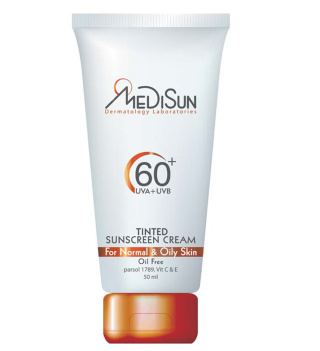 MEDISUN
Dermatology Laboratories
60+
UVA+UVB
TINTED
SUNSCREEN CREAM
For Normal & Oily Skin
Oil Free
parsol 1789, Vit C & E
50 ml